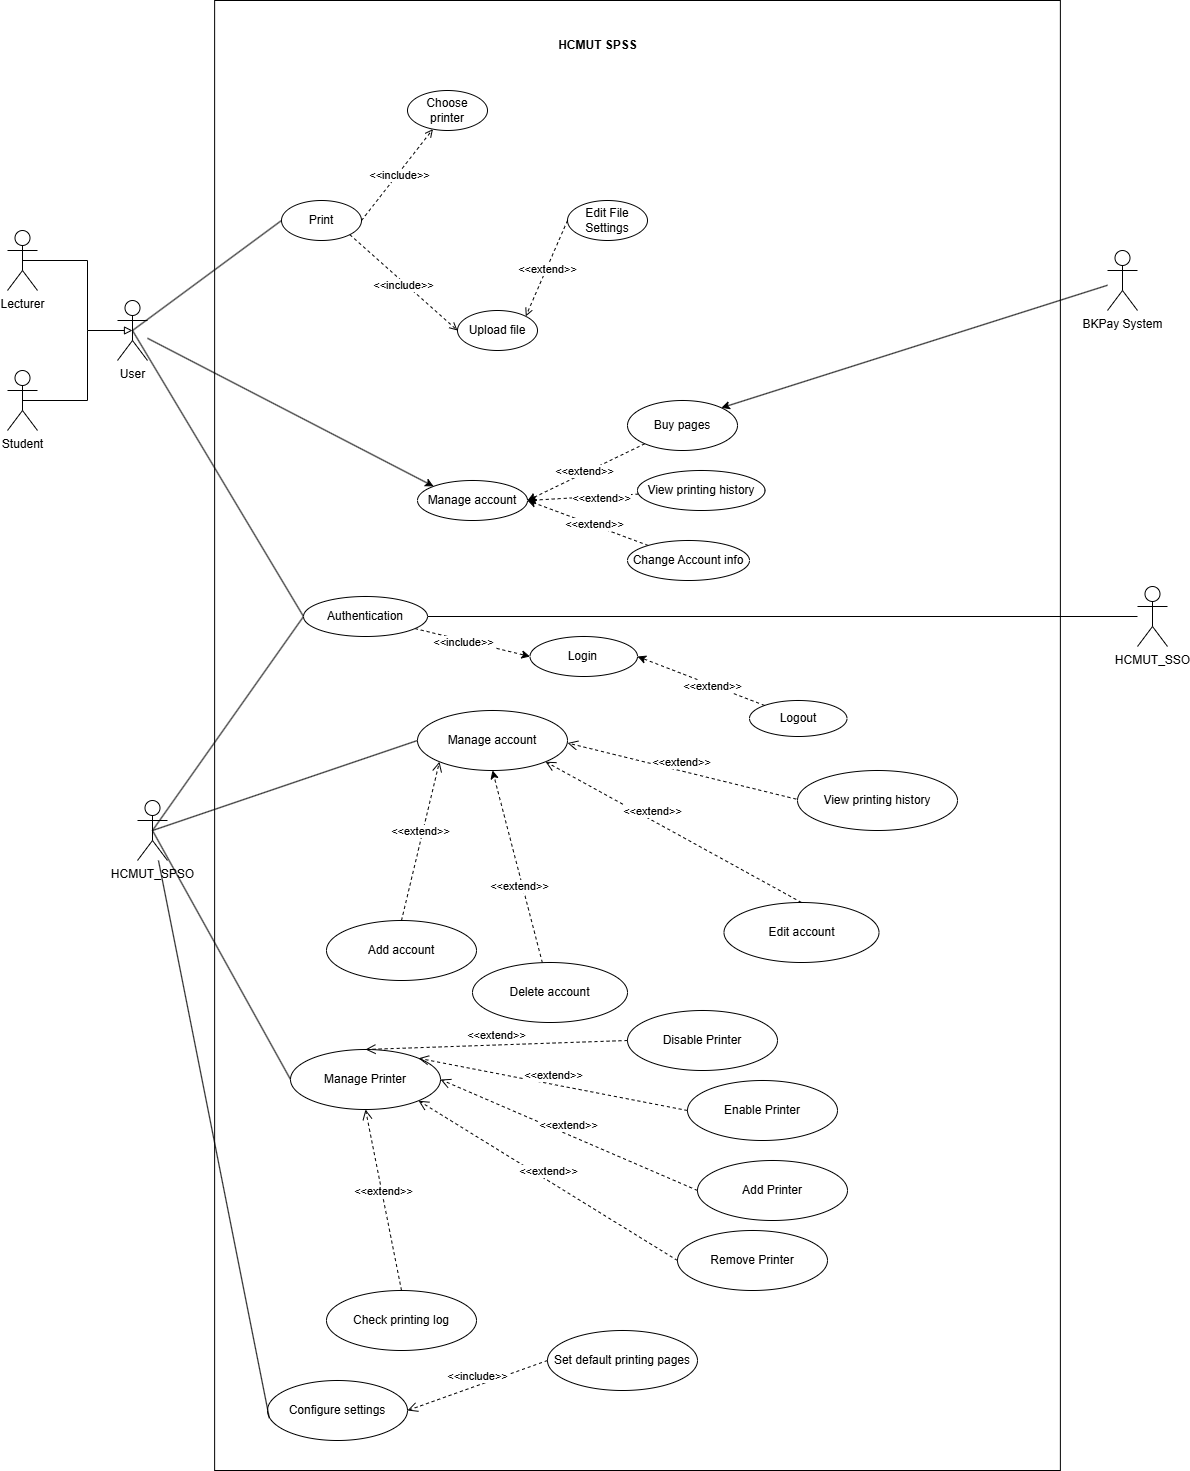 HCMUT SPSS
Choose
printer
<<include>>
Print
Edit File
Settings
<<extend>>
<<include>>
Lecturer
Upload file
BKPay System
User
Student
Buy pages
<<extend>>
View printing history
<<extend>>
Manage account
<<extend>>
Change Account info
Authentication
<<include>>
Login
HCMUT_SSO
<<extend>>
Logout
Manage account
<<extend>>
View printing history
<<extend>>
<<extend>>
HCMUT_SPSO
<<extend>>
Edit account
Add account
Delete account
<<extend>>
Disable Printer
<<extend>>
Manage Printer
Enable Printer
<<extend>>
<<extend>>
Add Printer
<<extend>>
Remove Printer
Check printing log
Set default printing pages
<<include>>
Configure settings